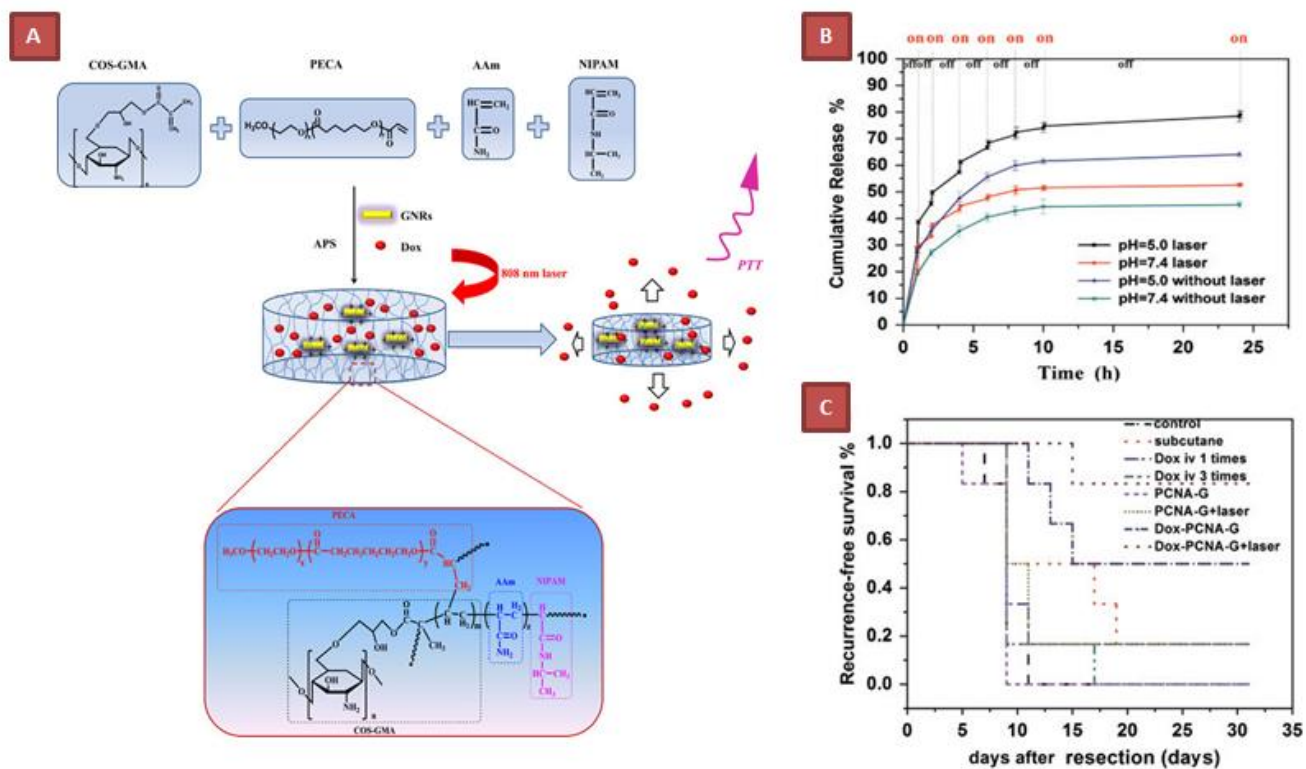 A
COS-GMA
PECA
AAm
NIPAM
GNRs
Dox
APS
808 nm laser
PTT
PECA
AAm
NIPAM
COS-GMA
B
on on on on on on on
off off off off off off off
Cumulative Release %
100
90
80
70
60
50
40
30
20
10
0
pH=5.0 laser
pH=7.4 laser
pH=5.0 without laser
pH=7.4 without laser
0 5 10 15 20 25
Time (h)
C
Recurrence-free survival %
1.0
0.8
0.6
0.4
0.2
0.0
control
subcutane
Dox iv 1 times
Dox iv 3 times
PCNA-G
PCNA-G+laser
Dox-PCNA-G
Dox-PCNA-G+laser
0 5 10 15 20 25 30 35
days after resection (days)